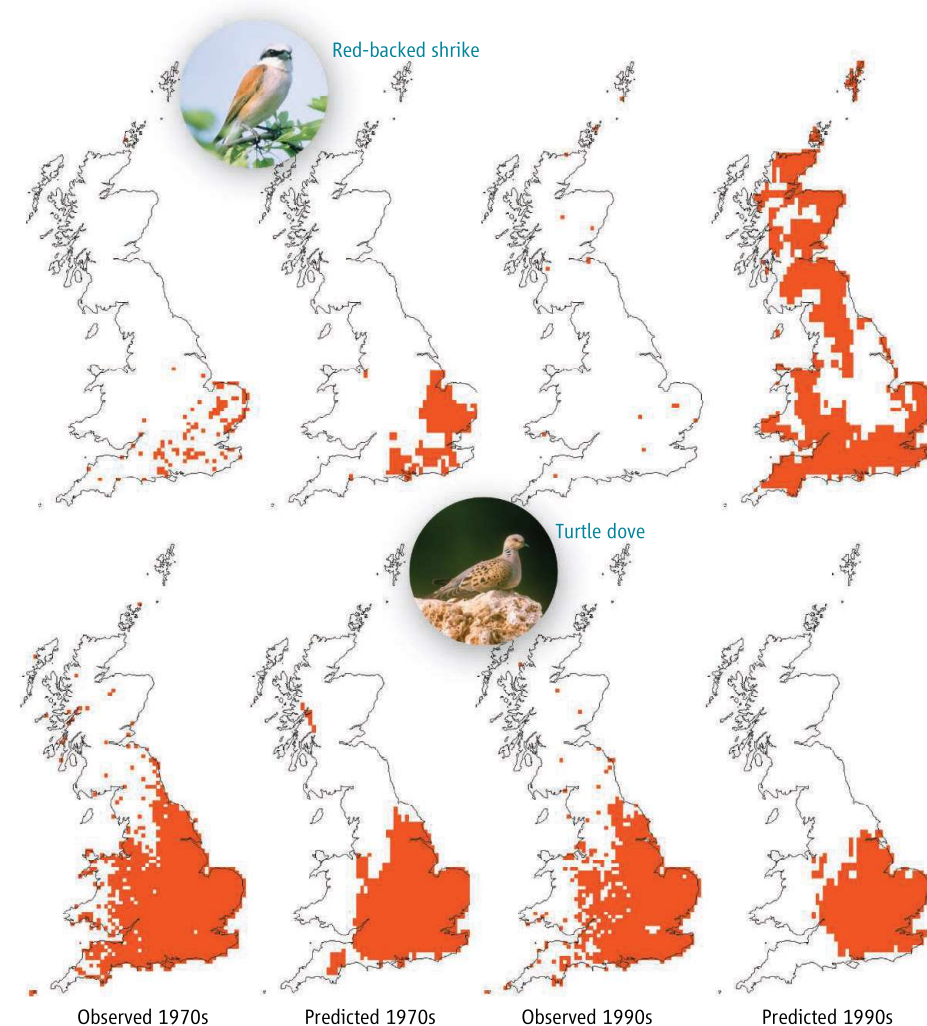 Red-backed shrike
Turtle dove
Observed 1970s
Predicted 1970s
Observed 1990s
Predicted 1990s